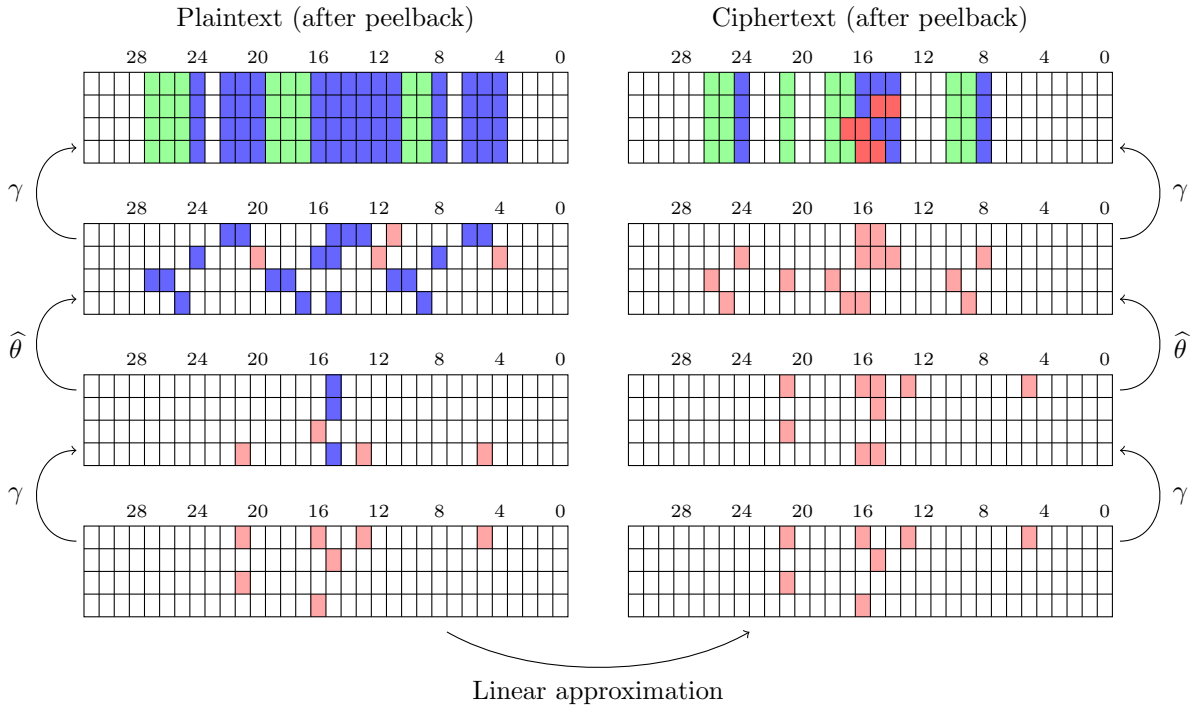 Plaintext (after peelback) Ciphertext (after peelback)
28 24 20 16 12 8 4 0 28 24 20 16 12 8 4 0
γ γ
28 24 20 16 12 8 4 0 28 24 20 16 12 8 4 0
θ̂ θ̂
28 24 20 16 12 8 4 0 28 24 20 16 12 8 4 0
γ γ
28 24 20 16 12 8 4 0 28 24 20 16 12 8 4 0
Linear approximation